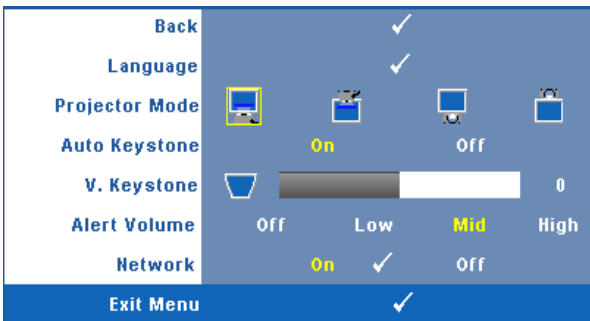 Back
Language
Projector Mode
Auto Keystone On Off
V. Keystone 0
Alert Volume Off Low Mid High
Network On Off
Exit Menu